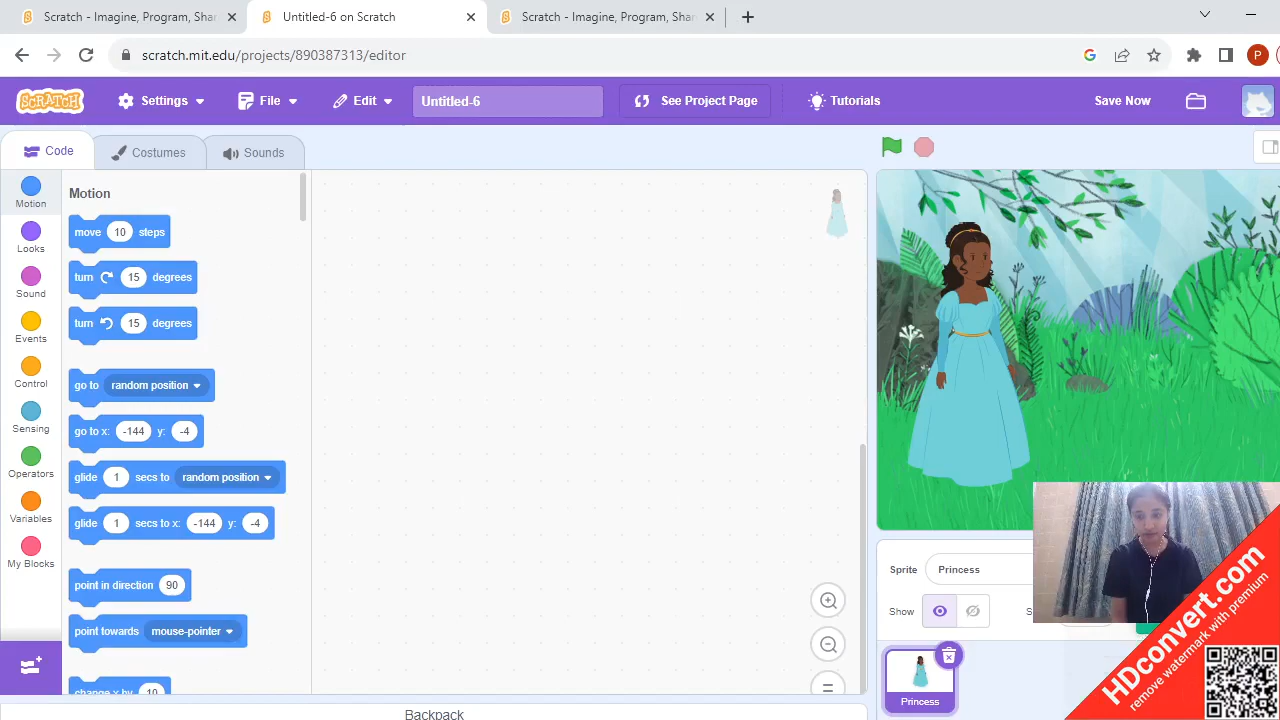 Scratch - Imagine, Program, Shar
Untitled-6 on Scratch
Scratch - Imagine, Program, Shar
scratch.mit.edu/projects/890387313/editor
P
SCRATCH
Settings
File
Edit
Untitled-6
See Project Page
Tutorials
Save Now
Code
Costumes
Sounds
Motion
Looks
Sound
Events
Control
Sensing
Operators
Variables
My Blocks
Motion
move 10 steps
turn 15 degrees
turn 15 degrees
go to random position
go to x: -144 y: -4
glide 1 secs to random position
glide 1 secs to x: -144 y: -4
point in direction 90
point towards mouse-pointer
change x by 10
Backpack
Sprite Princess
Show
Princess
HDconvert.com
remove watermark with premium